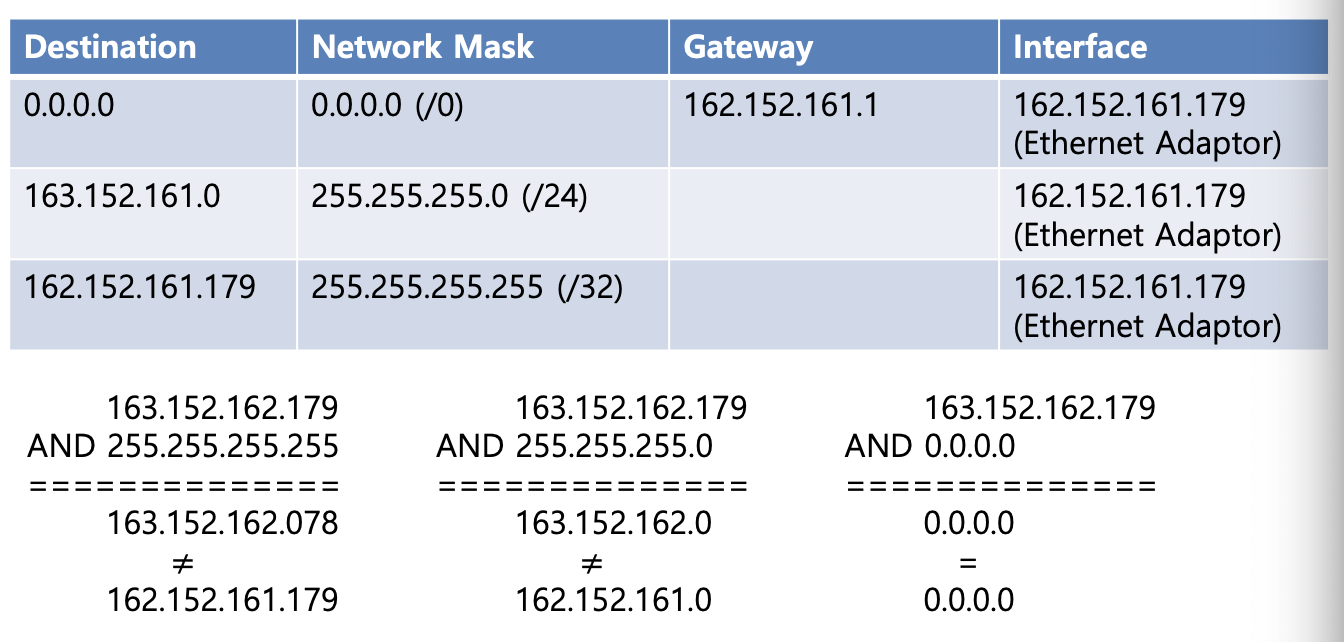 Destination Network Mask Gateway Interface
0.0.0.0 0.0.0.0 (/0) 162.152.161.1 162.152.161.179
(Ethernet Adaptor)
163.152.161.0 255.255.255.0 (/24) 162.152.161.179
(Ethernet Adaptor)
162.152.161.179 255.255.255.255 (/32) 162.152.161.179
(Ethernet Adaptor)
163.152.162.179
AND 255.255.255.255
==============
163.152.162.078
≠
162.152.161.179
163.152.162.179
AND 255.255.255.0
==============
163.152.162.0
≠
162.152.161.0
163.152.162.179
AND 0.0.0.0
==============
0.0.0.0
=
0.0.0.0